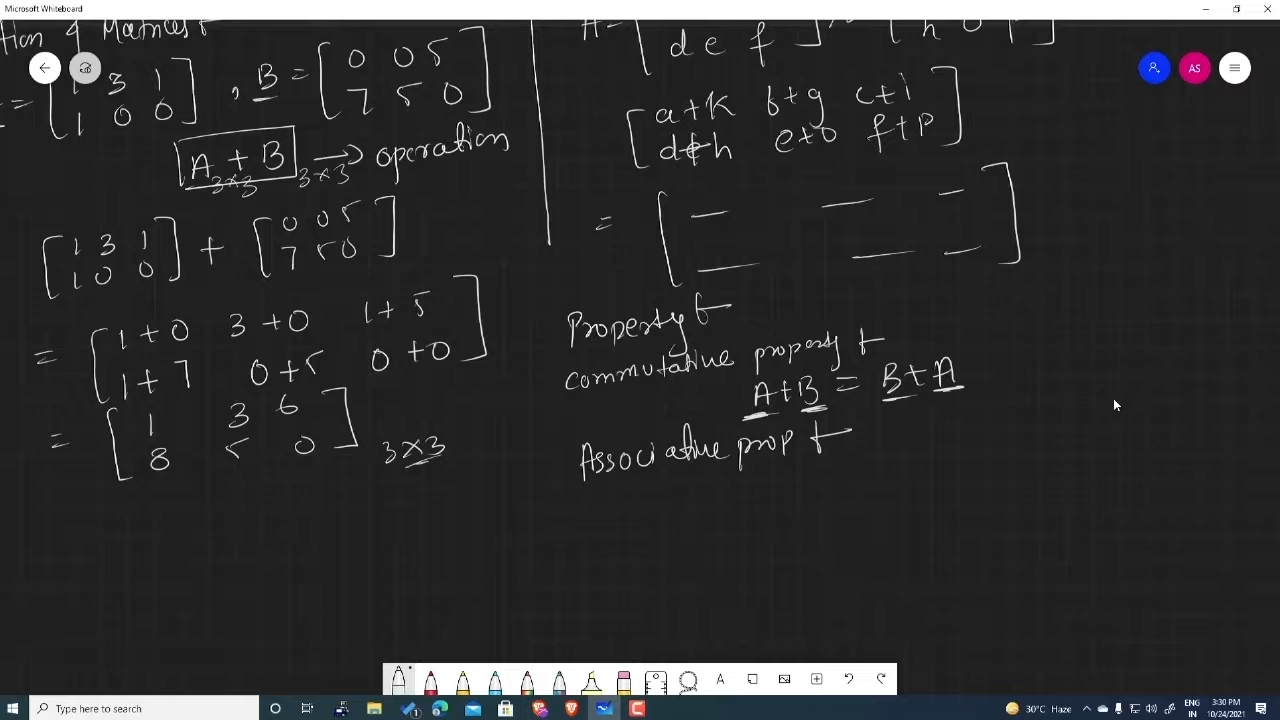 Microsoft Whiteboard
Matrices
1 3 1
1 0 0
, B =
0 0 5
7 5 0
A + B → operation
3×3 3×3
1 3 1
1 0 0
+
0 0 5
7 5 0
=
1 + 0 3 + 0 1 + 5
1 + 7 0 + 5 0 + 0
=
1 3 6
8 5 0
3×3
A =
d e f
a + k b + g c + i
d + h e + o f + p
=
Property
commutative property
A + B = B + A
Associative prop
AS
A
Type here to search
30°C Haze
ENG
IN
3:30 PM
10/24/2021